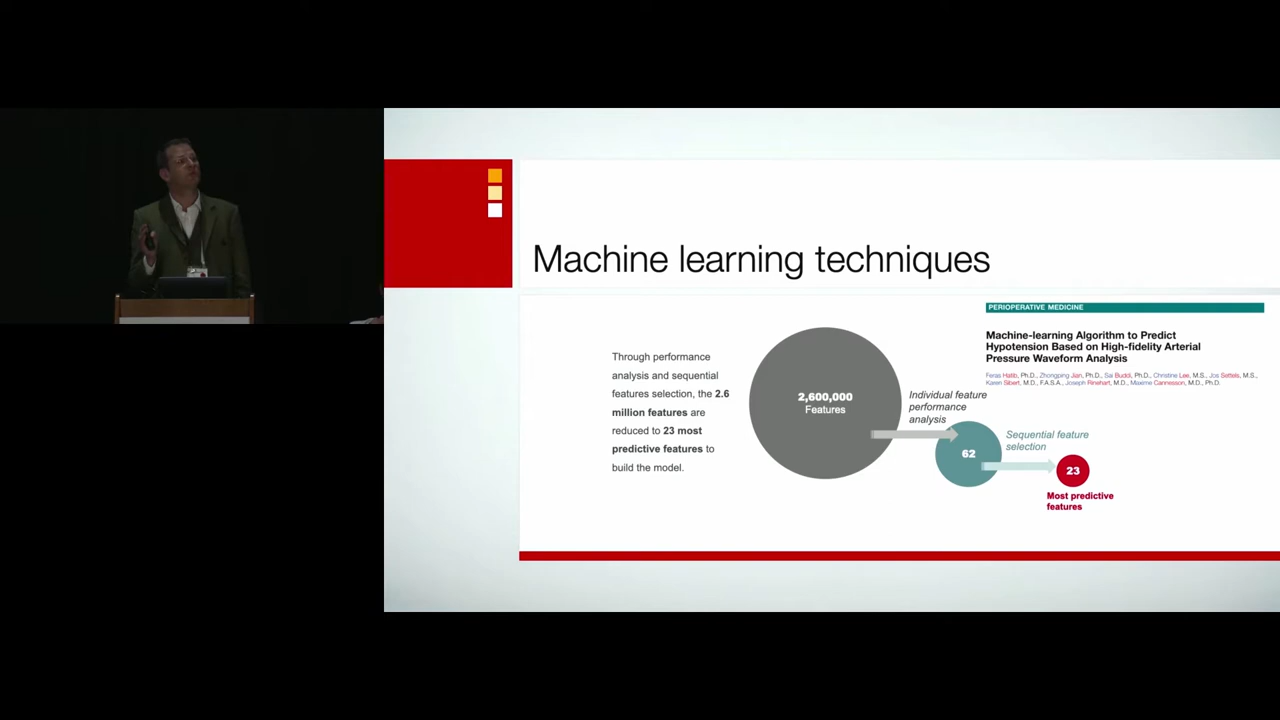 Machine learning techniques
Through performance
analysis and sequential
features selection, the 2.6
million features are
reduced to 23 most
predictive features to
build the model.
2,600,000
Features
Individual feature
performance
analysis
62
Sequential feature
selection
23
Most predictive
features
PERIOPERATIVE MEDICINE
Machine-learning Algorithm to Predict
Hypotension Based on High-fidelity Arterial
Pressure Waveform Analysis
Feras Hatib, Ph.D., Zhongping Jian, Ph.D., Sai Buddi, Ph.D., Christine Lee, M.S., Jos Settels, M.S.,
Karen Sibert, M.D., F.A.S.A., Joseph Rinehart, M.D., Maxime Cannesson, M.D., Ph.D.